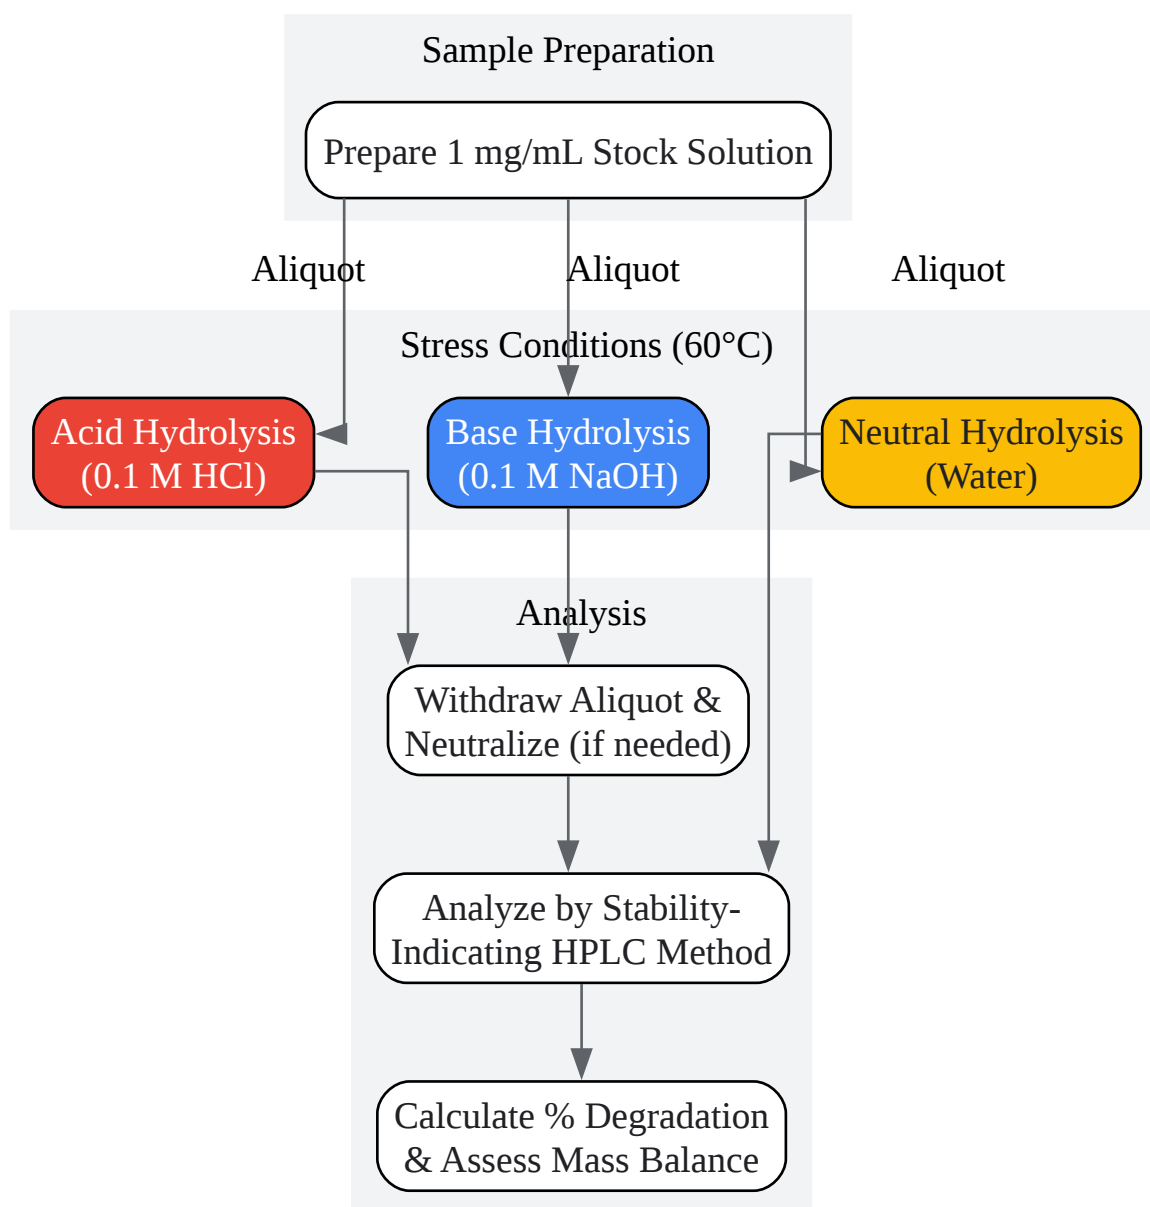 Sample Preparation
Prepare 1 mg/mL Stock Solution
Aliquot
Aliquot
Aliquot
Stress Conditions (60°C)
Acid Hydrolysis
(0.1 M HCl)
Base Hydrolysis
(0.1 M NaOH)
Neutral Hydrolysis
(Water)
Analysis
Withdraw Aliquot &
Neutralize (if needed)
Analyze by Stability-
Indicating HPLC Method
Calculate % Degradation
& Assess Mass Balance